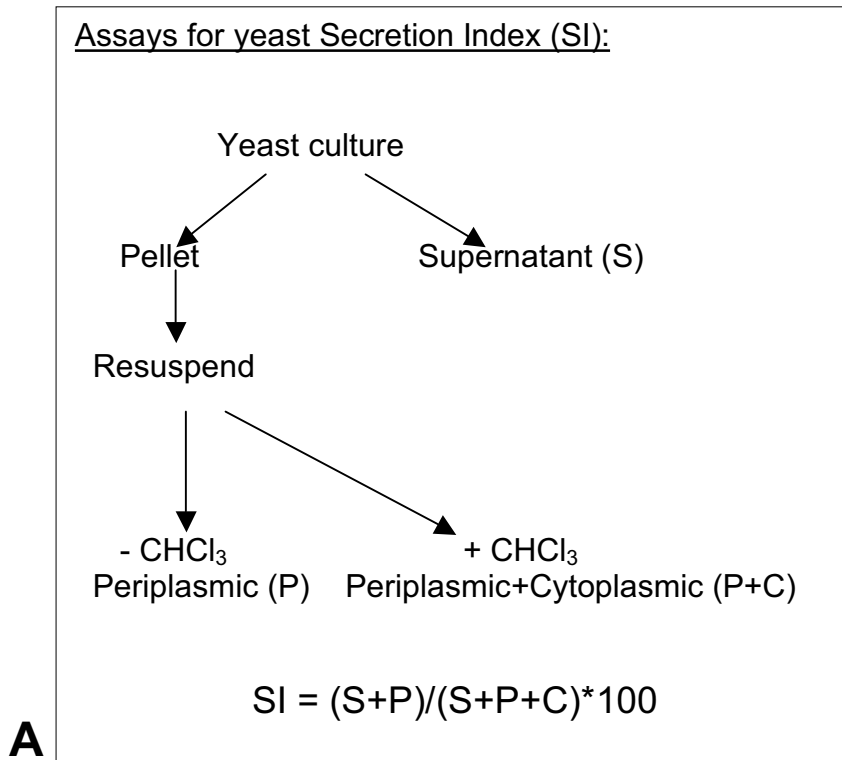 Assays for yeast Secretion Index (SI):
Yeast culture
Pellet Supernatant (S)
Resuspend
- CHCl₃ + CHCl₃
Periplasmic (P) Periplasmic+Cytoplasmic (P+C)
SI = (S+P)/(S+P+C)*100
A